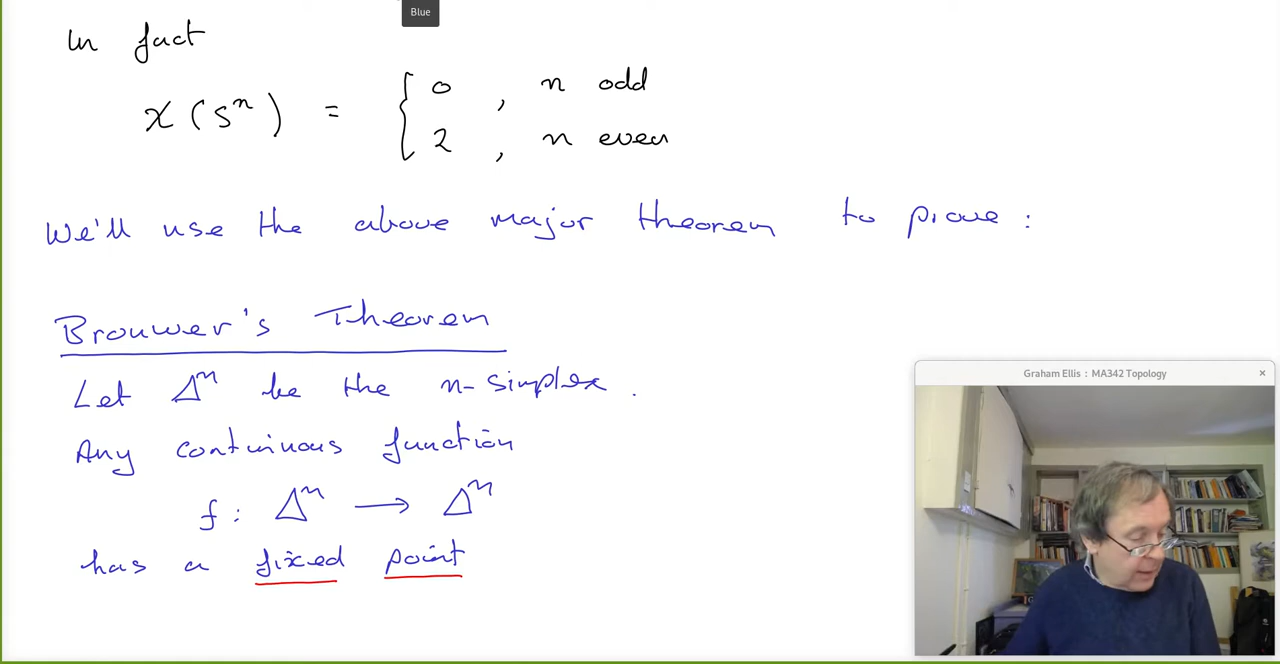 Blue
In fact
χ(Sⁿ) = { 0 , n odd
2 , n even
We'll use the above major theorem to prove :
Brouwer's Theorem
Let Δⁿ be the n-simplex.
Any continuous function
f : Δⁿ → Δⁿ
has a fixed point
Graham Ellis : MA342 Topology ×